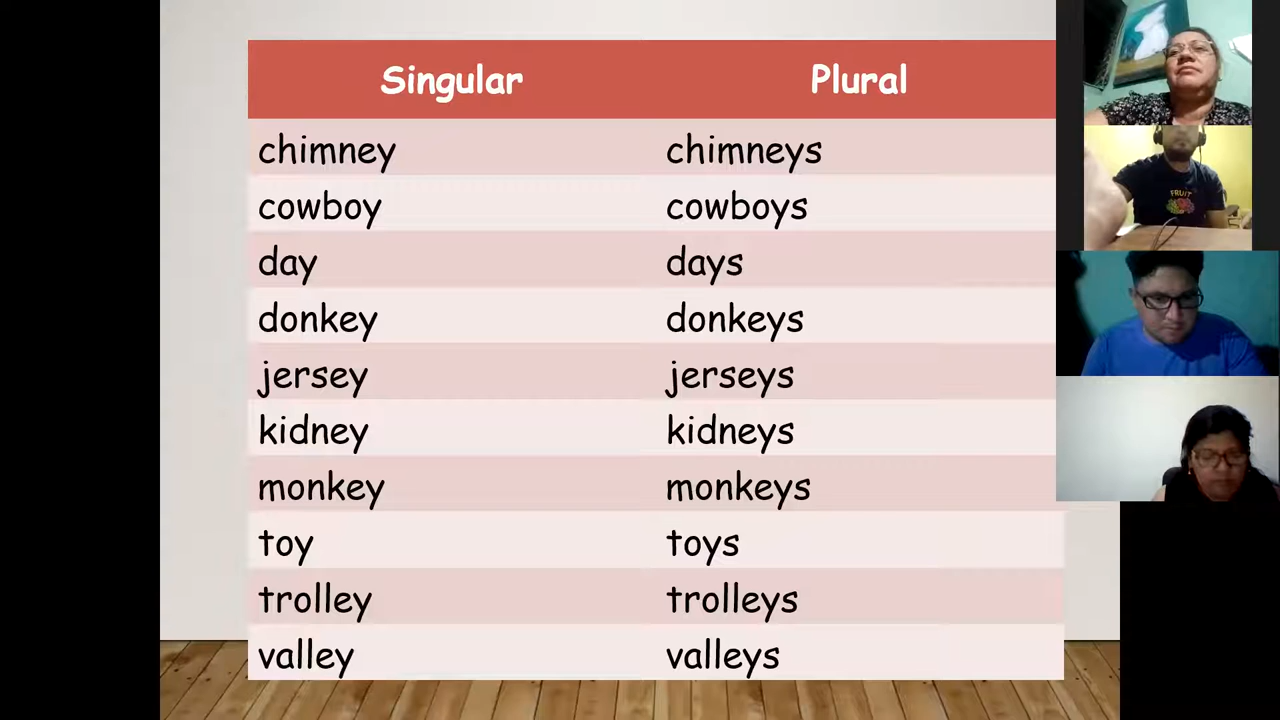 Singular Plural
chimney chimneys
cowboy cowboys
day days
donkey donkeys
jersey jerseys
kidney kidneys
monkey monkeys
toy toys
trolley trolleys
valley valleys
FRUIT